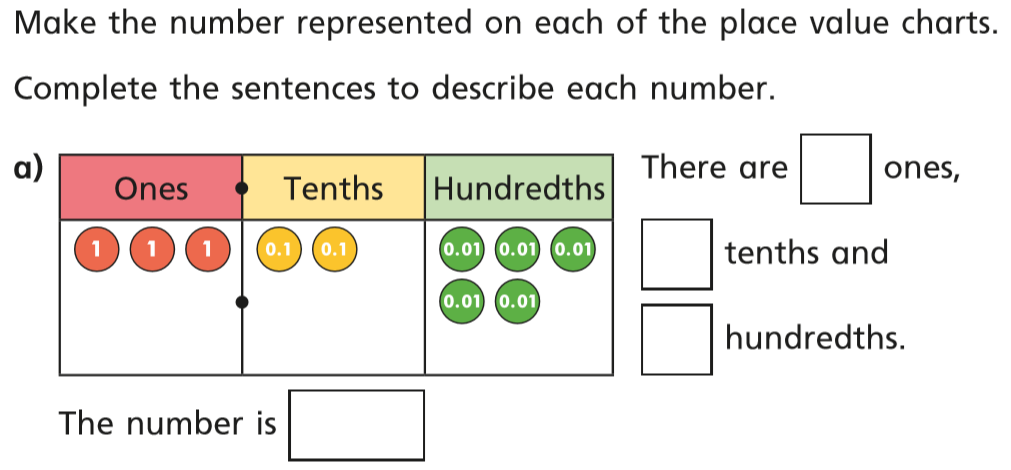 Make the number represented on each of the place value charts.
Complete the sentences to describe each number.
a)
Ones Tenths Hundredths
1 1 1 0.1 0.1 0.01 0.01 0.01
0.01 0.01
There are ones,
tenths and
hundredths.
The number is